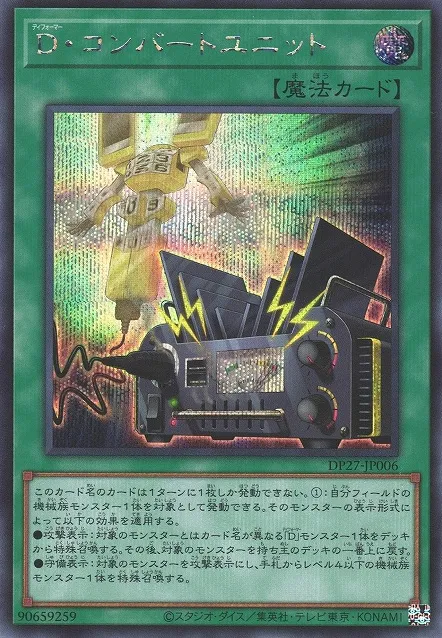 ディフォーマー
D・コンバートユニット
【魔法カード】
DP27-JP006
このカード名のカードは1ターンに1枚しか発動できない。①:自分フィールドの
機械族モンスター1体を対象として発動できる。そのモンスターの表示形式に
よって以下の効果を適用する。
●攻撃表示:対象のモンスターとはカード名が異なる「D」モンスター1体をデッキ
から特殊召喚する。その後、対象のモンスターを持ち主のデッキの一番上に戻す。
●守備表示:対象のモンスターを攻撃表示にし、手札からレベル4以下の機械族
モンスター1体を特殊召喚する。
90659259
©スタジオ・ダイス/集英社・テレビ東京・KONAMI